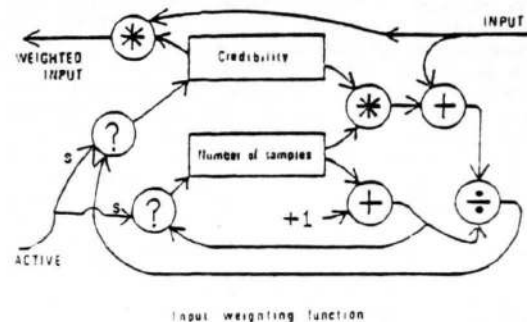 INPUT
*
WEIGHTED
INPUT
Credibility
*
+
?
S
Number of samples
S
?
+1
+
÷
ACTIVE
Input weighting function